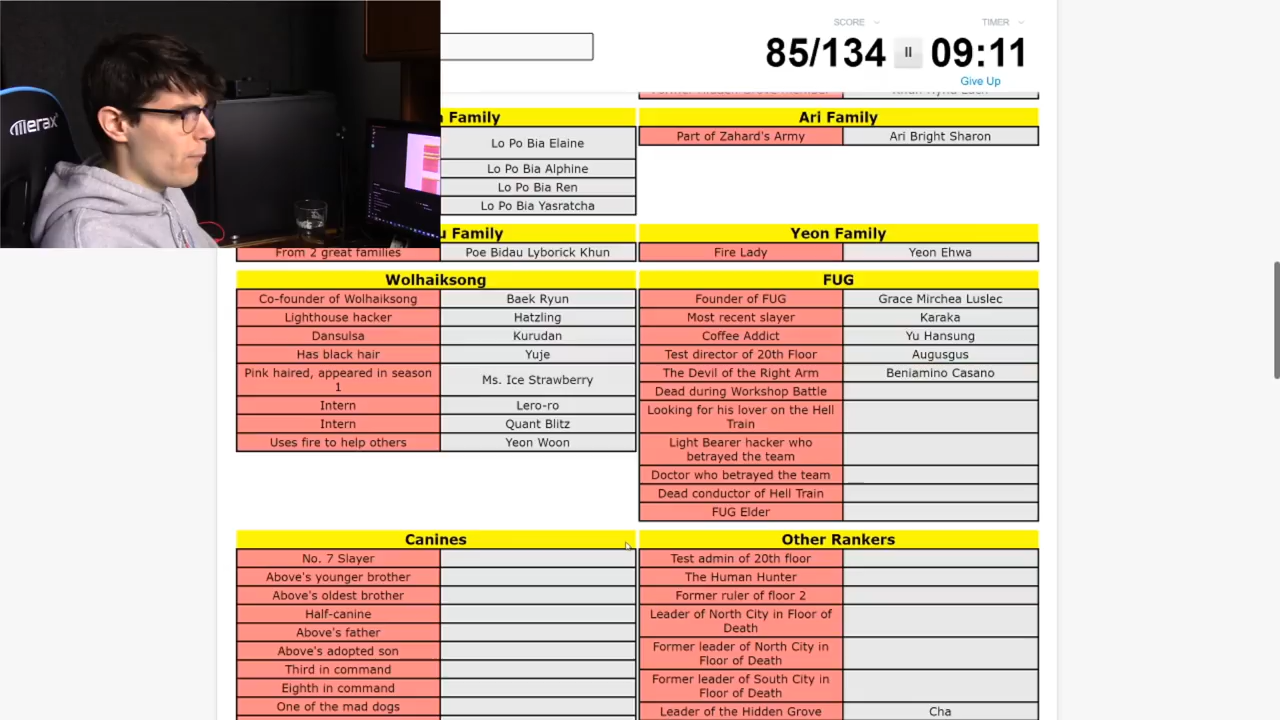 SCORE
TIMER
85/134
09:11
Give Up
merax
n Family
Lo Po Bia Elaine
Lo Po Bia Alphine
Lo Po Bia Ren
Lo Po Bia Yasratcha
Ari Family
Part of Zahard's Army
Ari Bright Sharon
u Family
From 2 great families
Poe Bidau Lyborick Khun
Yeon Family
Fire Lady
Yeon Ehwa
Wolhaiksong
Co-founder of Wolhaiksong
Baek Ryun
Lighthouse hacker
Hatzling
Dansulsa
Kurudan
Has black hair
Yuje
Pink haired, appeared in season
1
Ms. Ice Strawberry
Intern
Lero-ro
Intern
Quant Blitz
Uses fire to help others
Yeon Woon
FUG
Founder of FUG
Grace Mirchea Luslec
Most recent slayer
Karaka
Coffee Addict
Yu Hansung
Test director of 20th Floor
Augusgus
The Devil of the Right Arm
Beniamino Casano
Dead during Workshop Battle
Looking for his lover on the Hell
Train
Light Bearer hacker who
betrayed the team
Doctor who betrayed the team
Dead conductor of Hell Train
FUG Elder
Canines
No. 7 Slayer
Above's younger brother
Above's oldest brother
Half-canine
Above's father
Above's adopted son
Third in command
Eighth in command
One of the mad dogs
Other Rankers
Test admin of 20th floor
The Human Hunter
Former ruler of floor 2
Leader of North City in Floor of
Death
Former leader of North City in
Floor of Death
Former leader of South City in
Floor of Death
Leader of the Hidden Grove
Cha